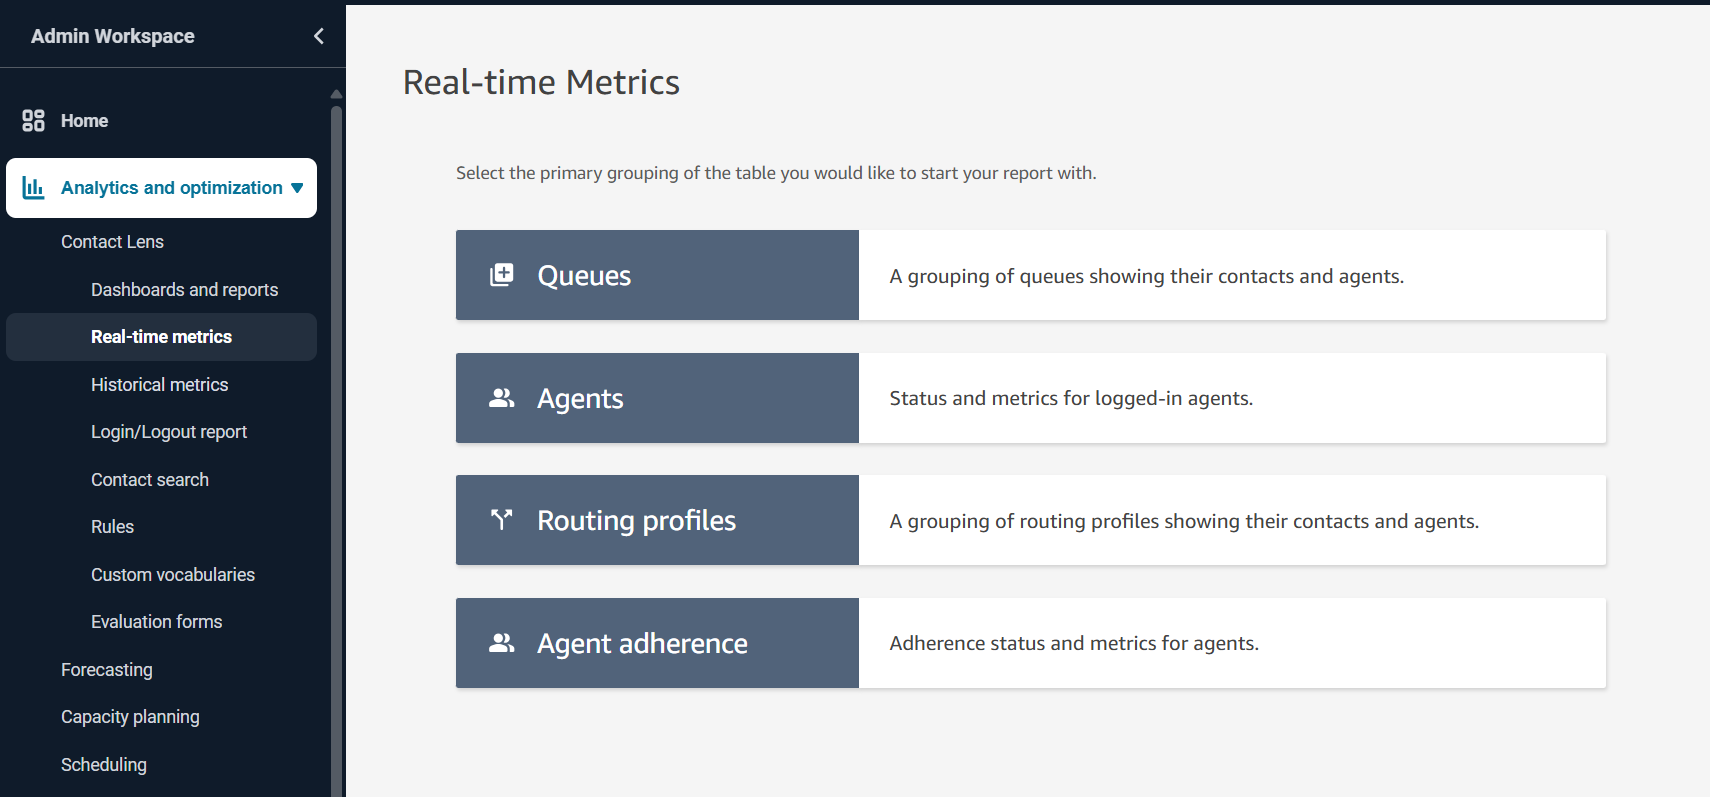 Admin Workspace
Home
Analytics and optimization
Contact Lens
Dashboards and reports
Real-time metrics
Historical metrics
Login/Logout report
Contact search
Rules
Custom vocabularies
Evaluation forms
Forecasting
Capacity planning
Scheduling
Real-time Metrics
Select the primary grouping of the table you would like to start your report with.
Queues
A grouping of queues showing their contacts and agents.
Agents
Status and metrics for logged-in agents.
Routing profiles
A grouping of routing profiles showing their contacts and agents.
Agent adherence
Adherence status and metrics for agents.